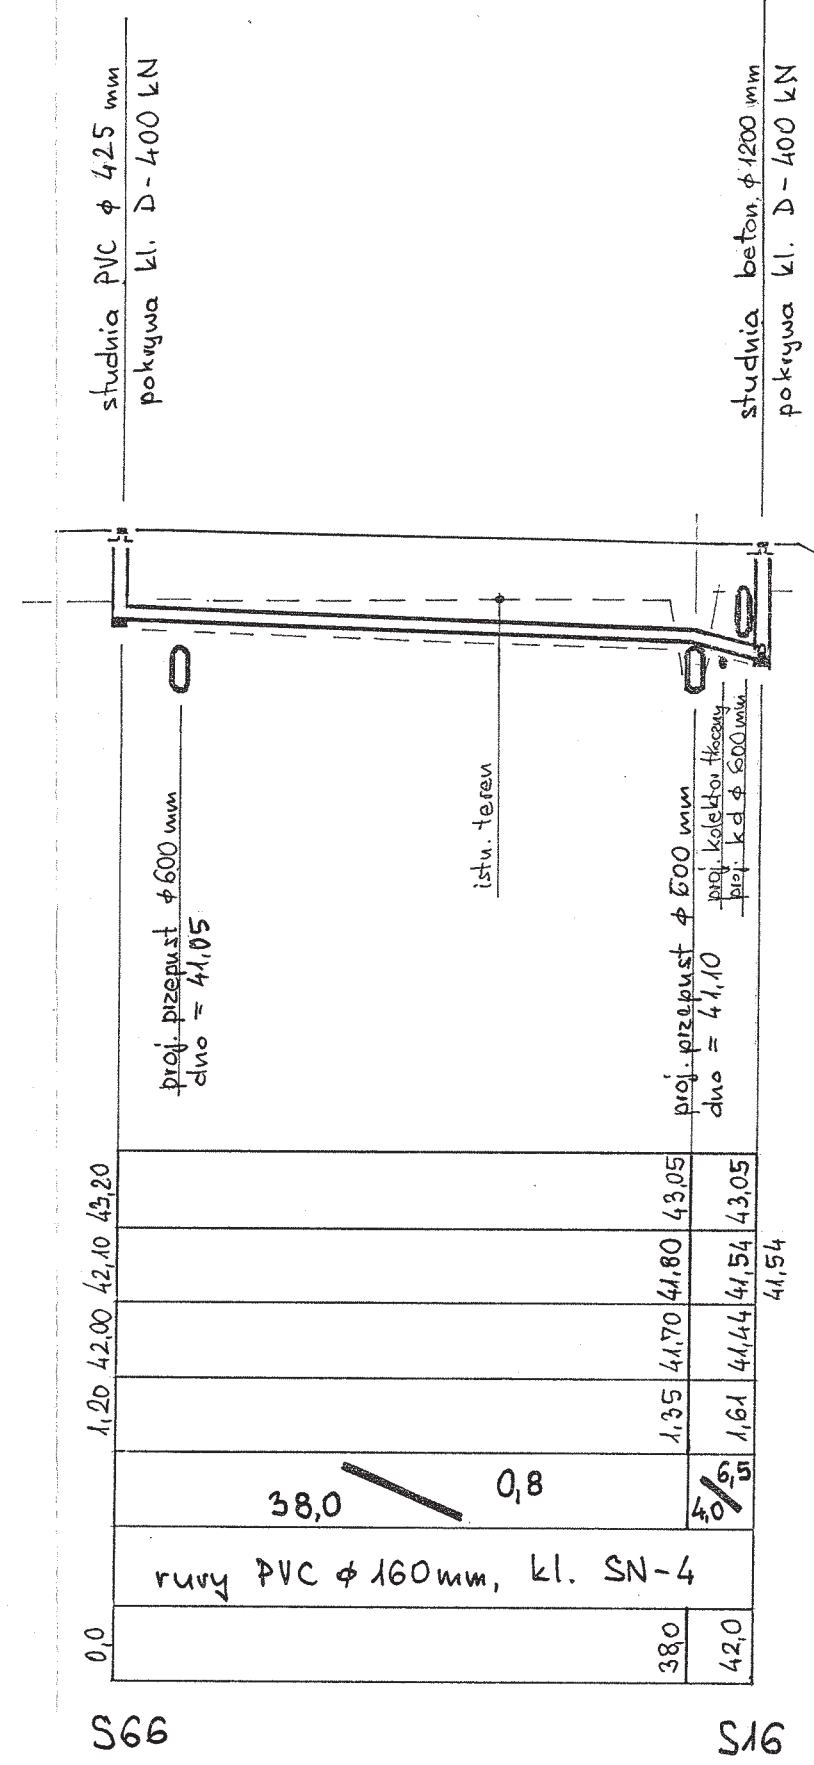 studnia PVC φ 425 mm
pokrywa kl. D-400 kN
studnia beton. φ 1200 mm
pokrywa kl. D-400 kN
proj. przepust φ 600 mm
dno = 41,05
istn. teren
proj. przepust φ 600 mm
dno = 41,10
proj. kolektor tłoczny
proj. kd φ 600 mm
43,20 43,05 43,05
42,10 41,80 41,54 41,54
42,00 41,70 41,44
1,20 1,35 1,61
38,0 0,8 4,0 6,5
rury PVC φ 160mm, kl. SN-4
0,0 38,0 42,0
S66 S16